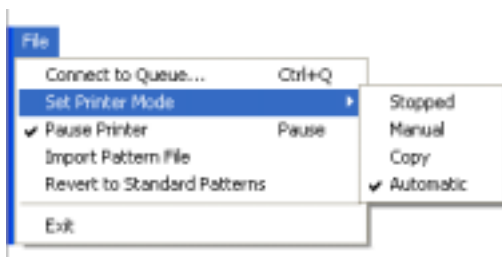 File
Connect to Queue... Ctrl+Q
Set Printer Mode
Pause Printer Pause
Import Pattern File
Revert to Standard Patterns
Exit
Stopped
Manual
Copy
Automatic